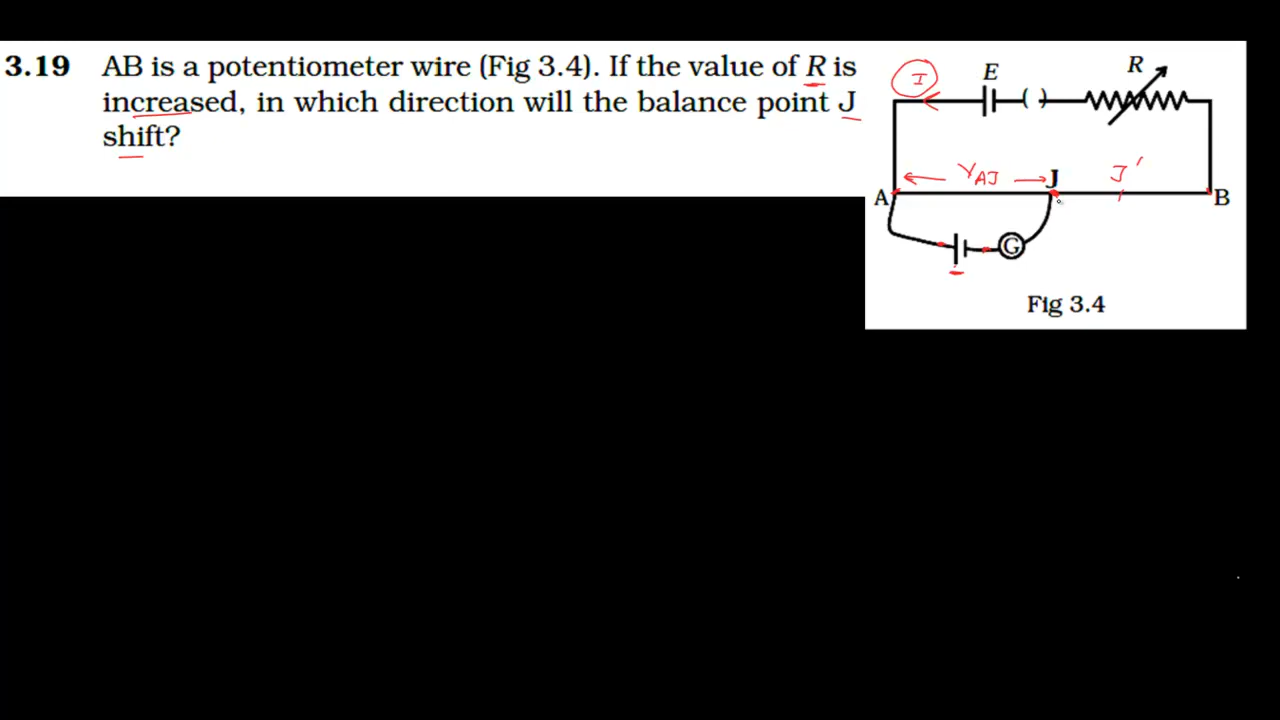 3.19 AB is a potentiometer wire (Fig 3.4). If the value of R is
increased, in which direction will the balance point J
shift?
I
E
R
V AJ
J
J'
A
B
G
Fig 3.4